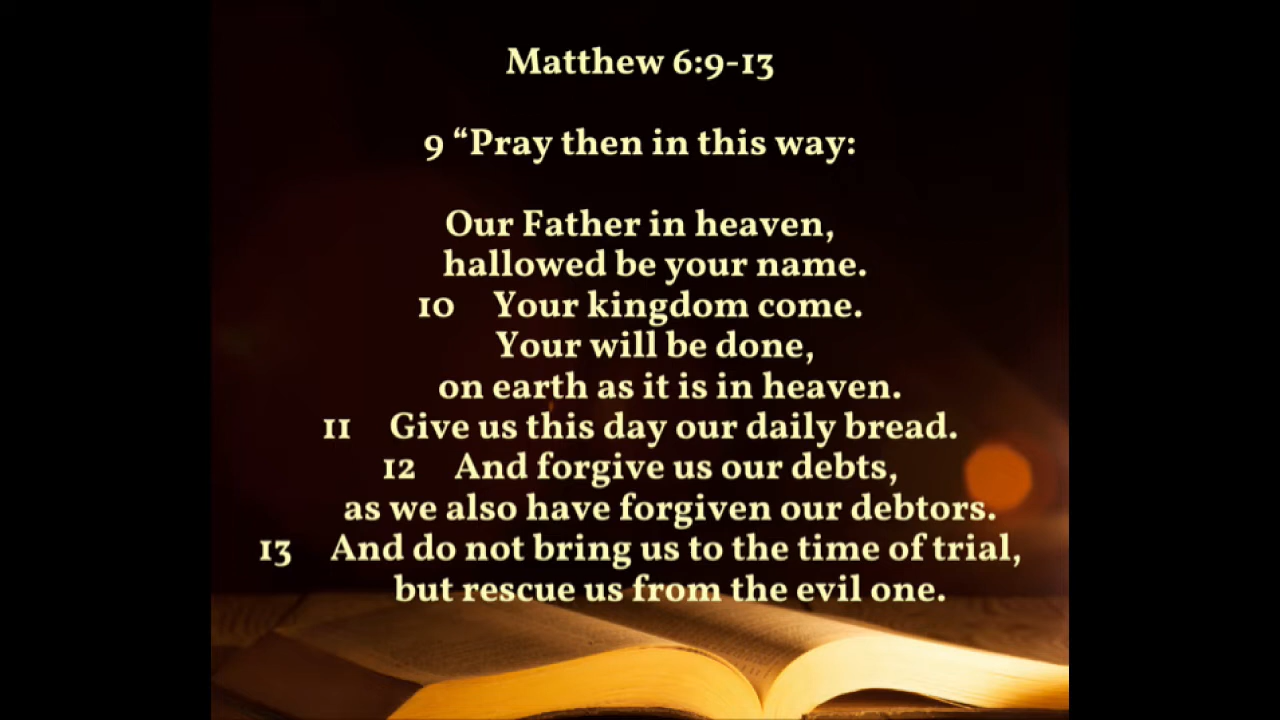 Matthew 6:9-13
9 “Pray then in this way:
Our Father in heaven,
hallowed be your name.
10 Your kingdom come.
Your will be done,
on earth as it is in heaven.
11 Give us this day our daily bread.
12 And forgive us our debts,
as we also have forgiven our debtors.
13 And do not bring us to the time of trial,
but rescue us from the evil one.